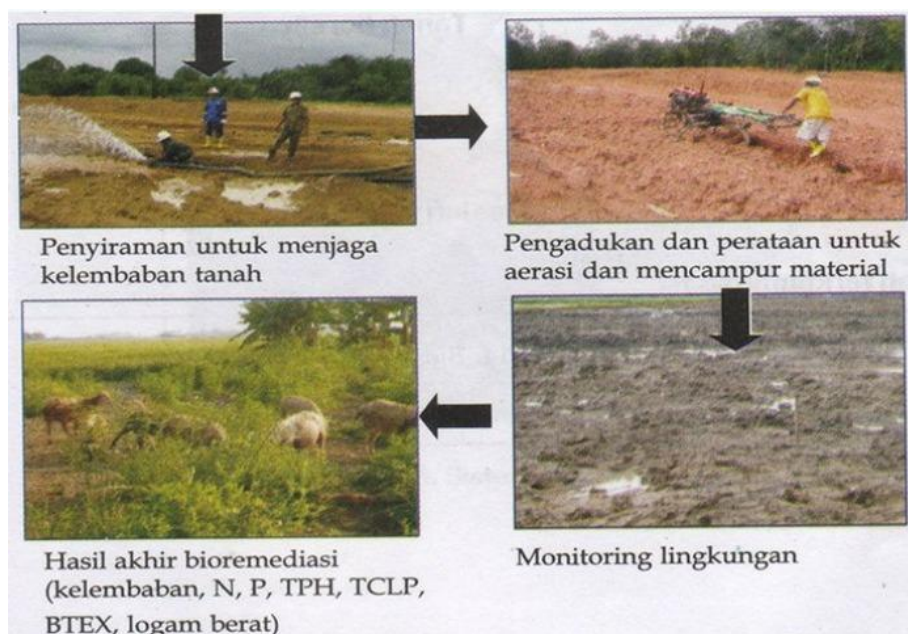 Penyiraman untuk menjaga
kelembaban tanah
Pengadukan dan perataan untuk
aerasi dan mencampur material
Hasil akhir bioremediasi
(kelembaban, N, P, TPH, TCLP,
BTEX, logam berat)
Monitoring lingkungan